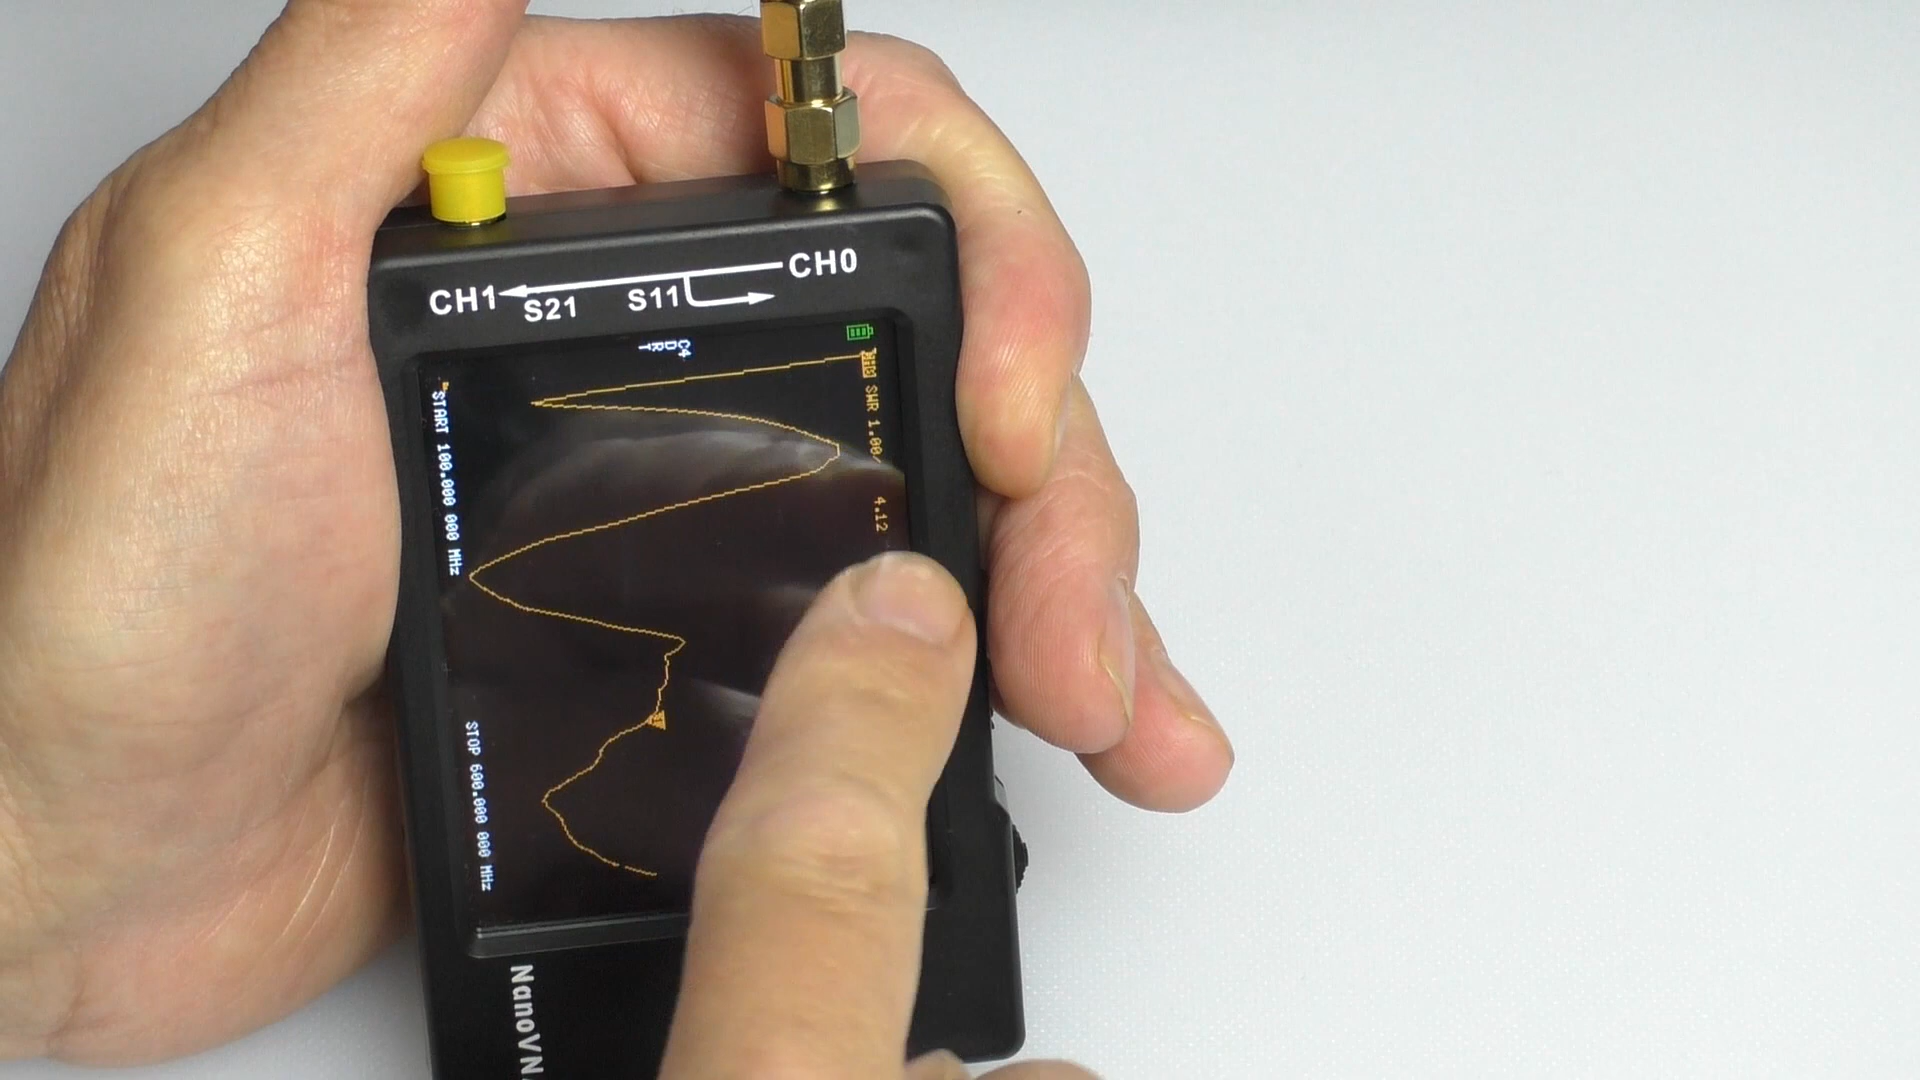 CH0
CH1
S21
S11
C4
D
R
T
SWR 1.00/ 4.12
START 100.000 000 MHz
STOP 600.000 000 MHz